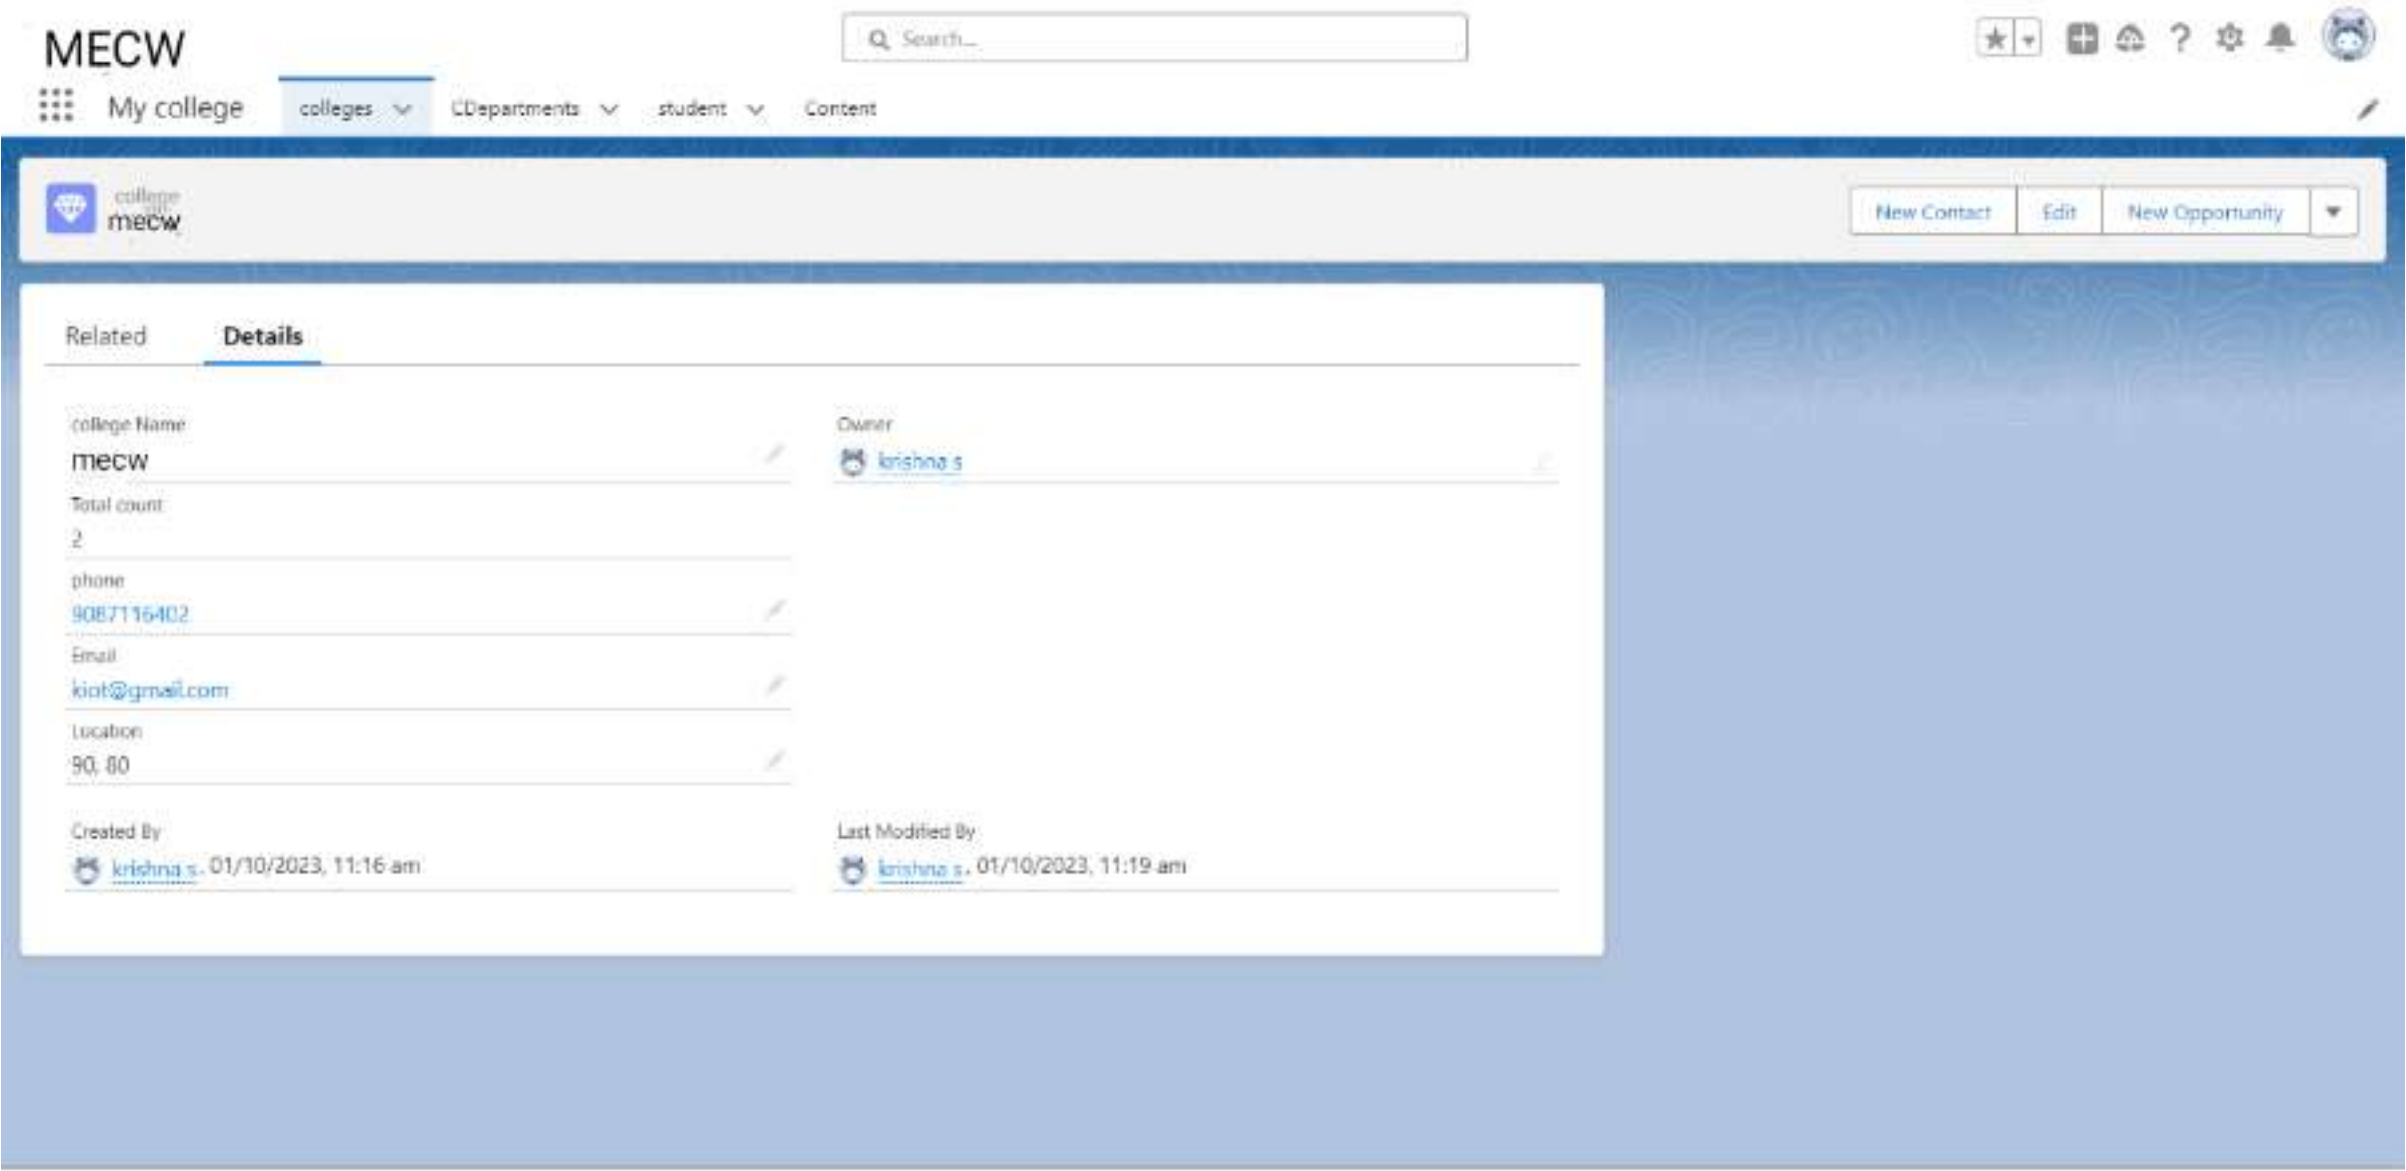 MECW
Search...
My college colleges CDepartments student Content
college
mecw
New Contact Edit New Opportunity
Related Details
college Name
mecw
Owner
krishna s
Total count
2
phone
9087116402
Email
kiot@gmail.com
Location
90, 80
Created By
krishna s, 01/10/2023, 11:16 am
Last Modified By
krishna s, 01/10/2023, 11:19 am